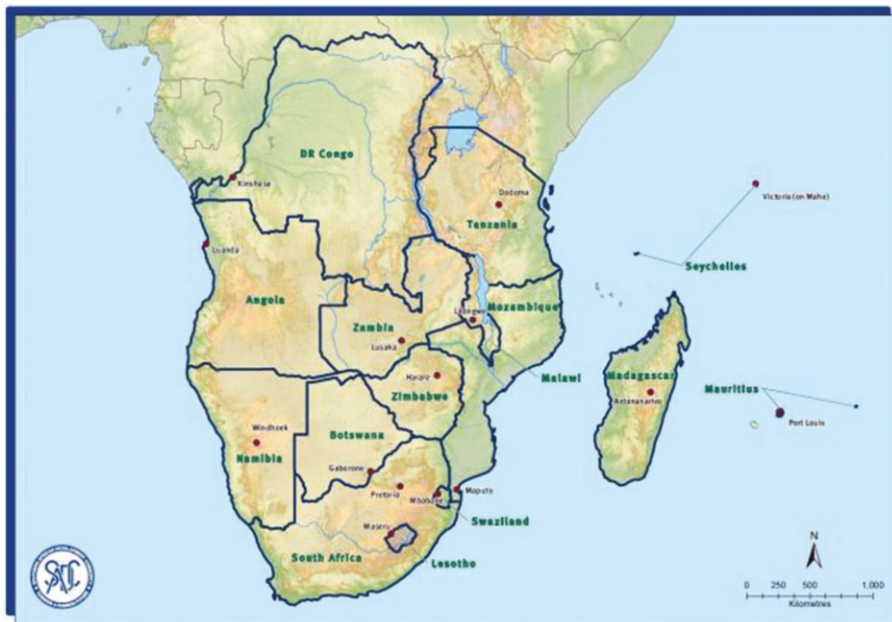 DR Congo
Kinshasa
Dodoma
Tanzania
Victoria (on Mahe)
Luanda
Seychelles
Angola
Mozambique
Lilongwe
Zambia
Lusaka
Malawi
Madagascar
Harare
Zimbabwe
Mauritius
Antananarivo
Port Louis
Windhoek
Botswana
Namibia
Gaborone
Pretoria
Mbabane
Maputo
Swaziland
Maseru
South Africa
Lesotho
N
SADC
0 250 500 1,000
Kilometres